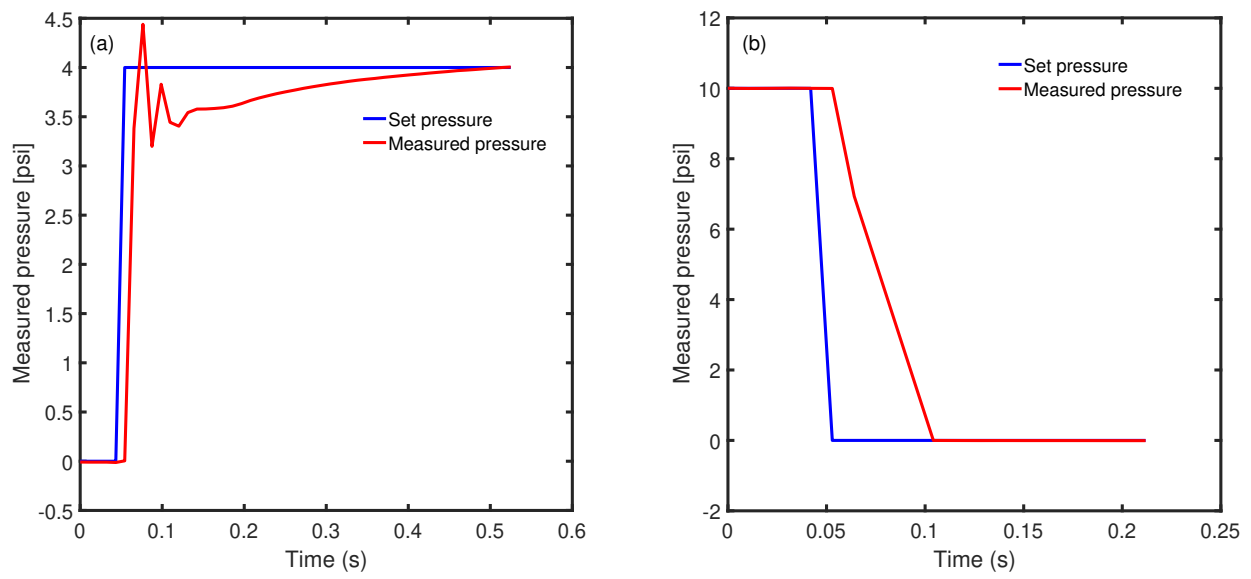 (a)
Set pressure
Measured pressure
Measured pressure [psi]
4.5
4
3.5
3
2.5
2
1.5
1
0.5
0
-0.5
0 0.1 0.2 0.3 0.4 0.5 0.6
Time (s)
(b)
Set pressure
Measured pressure
Measured pressure [psi]
12
10
8
6
4
2
0
-2
0 0.05 0.1 0.15 0.2 0.25
Time (s)